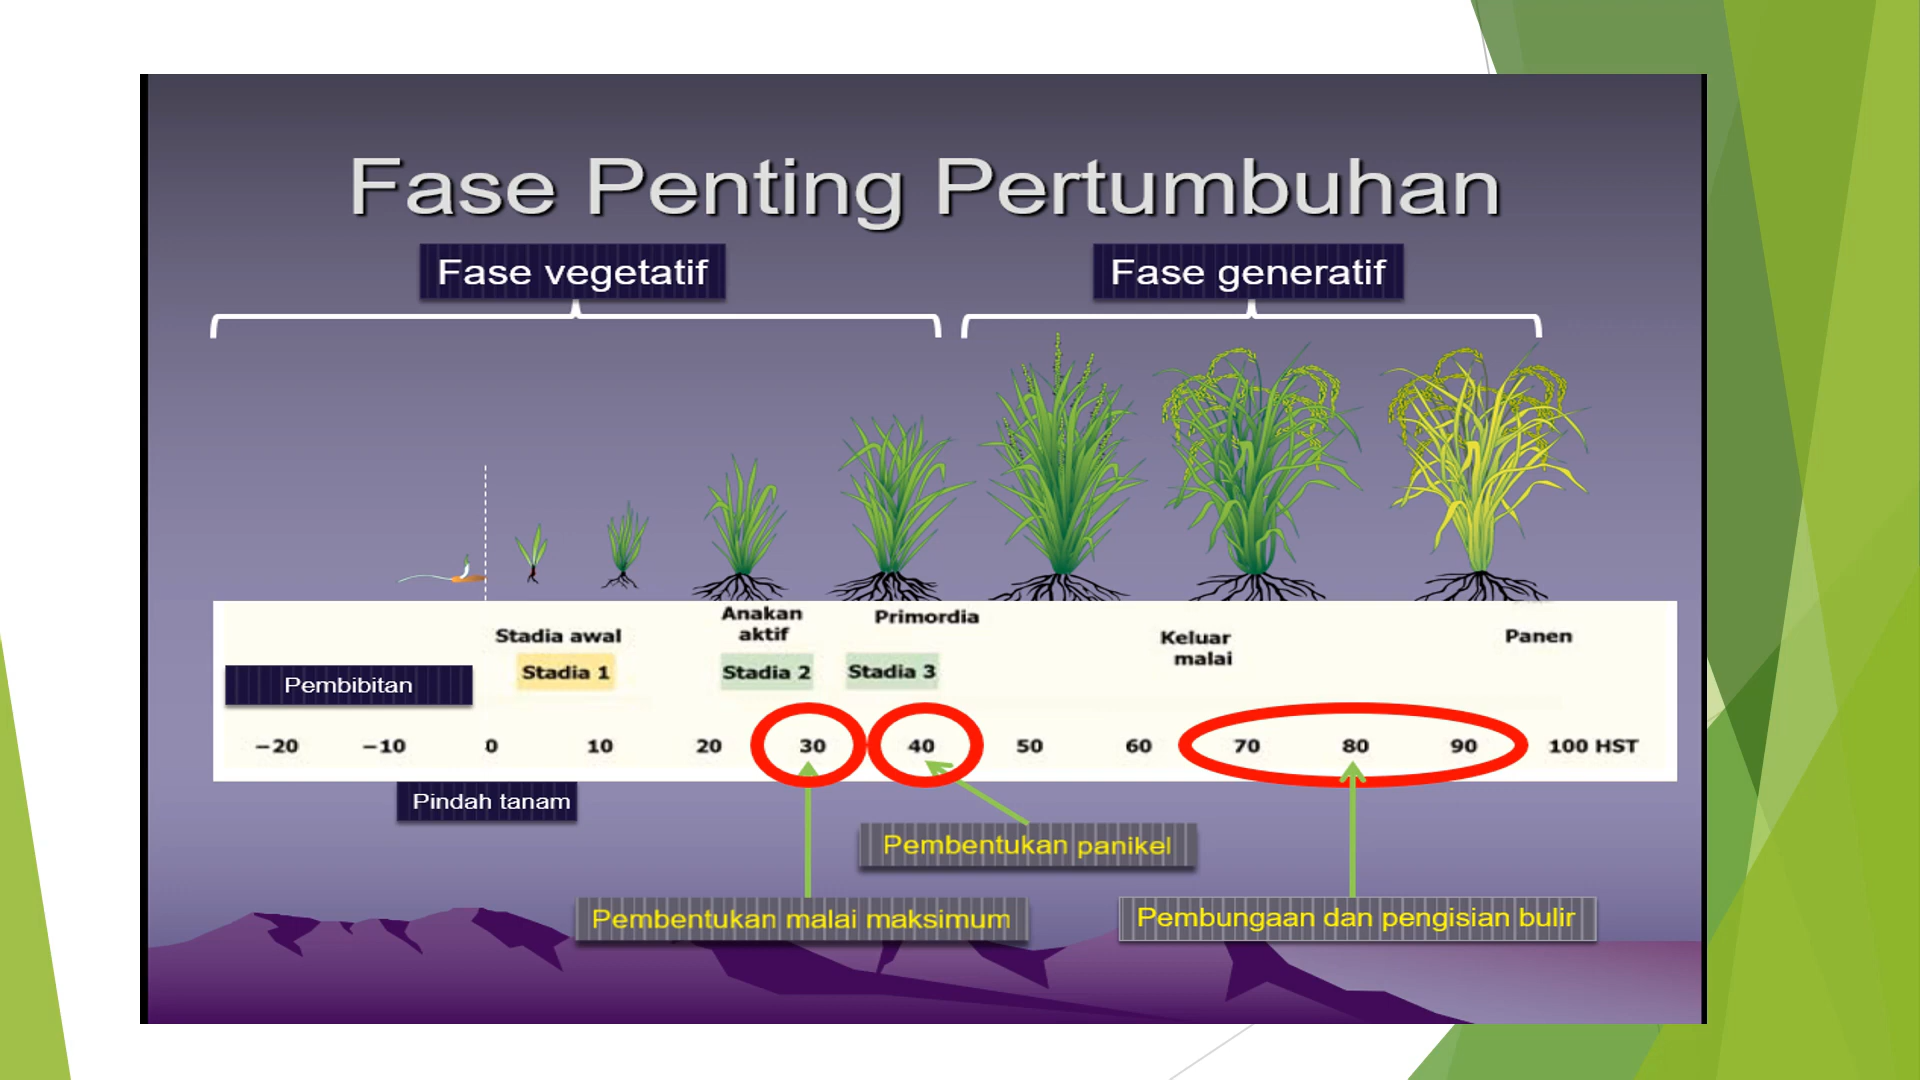 Fase Penting Pertumbuhan
Fase vegetatif
Fase generatif
Anakan
aktif
Primordia
Stadia awal
Keluar
malai
Panen
Stadia 1
Stadia 2
Stadia 3
Pembibitan
−20 −10 0 10 20 30 40 50 60 70 80 90 100 HST
Pindah tanam
Pembentukan panikel
Pembentukan malai maksimum
Pembungaan dan pengisian bulir